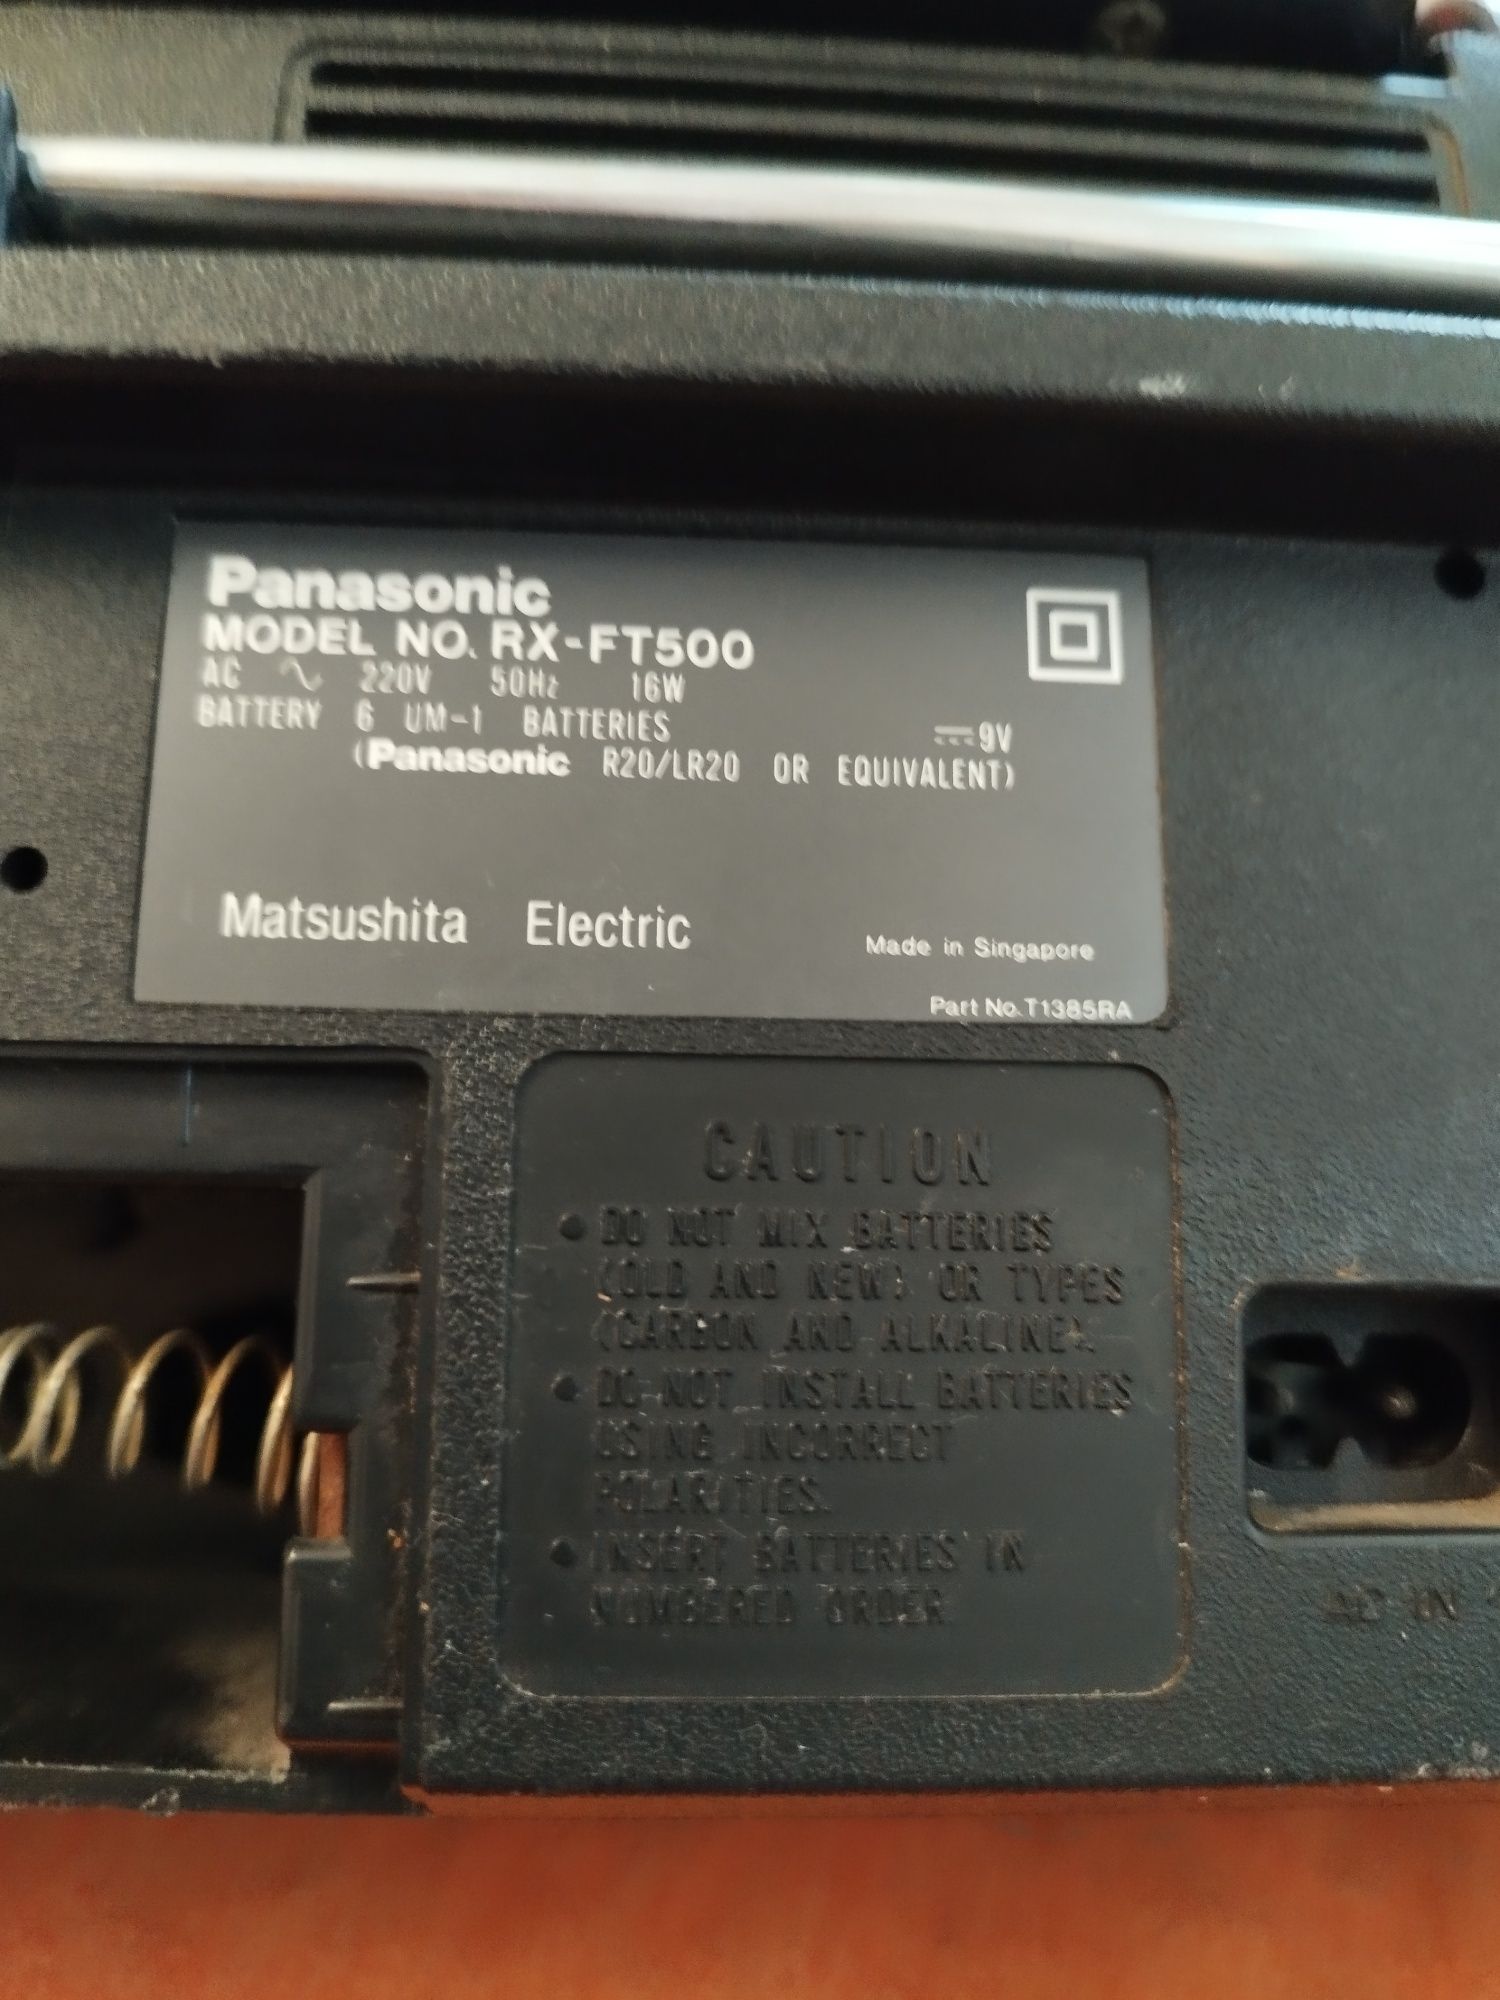 Panasonic
MODEL NO. RX-FT500
AC ∿ 220V 50Hz 16W
BATTERY 6 UM-1 BATTERIES ⎓ 9V
(Panasonic R20/LR20 OR EQUIVALENT)
Matsushita Electric
Made in Singapore
Part No.T1385RA
CAUTION
● DO NOT MIX BATTERIES
(OLD AND NEW) OR TYPES
(CARBON AND ALKALINE).
● DO NOT INSTALL BATTERIES
USING INCORRECT
POLARITIES.
● INSERT BATTERIES IN
NUMBERED ORDER
AC IN